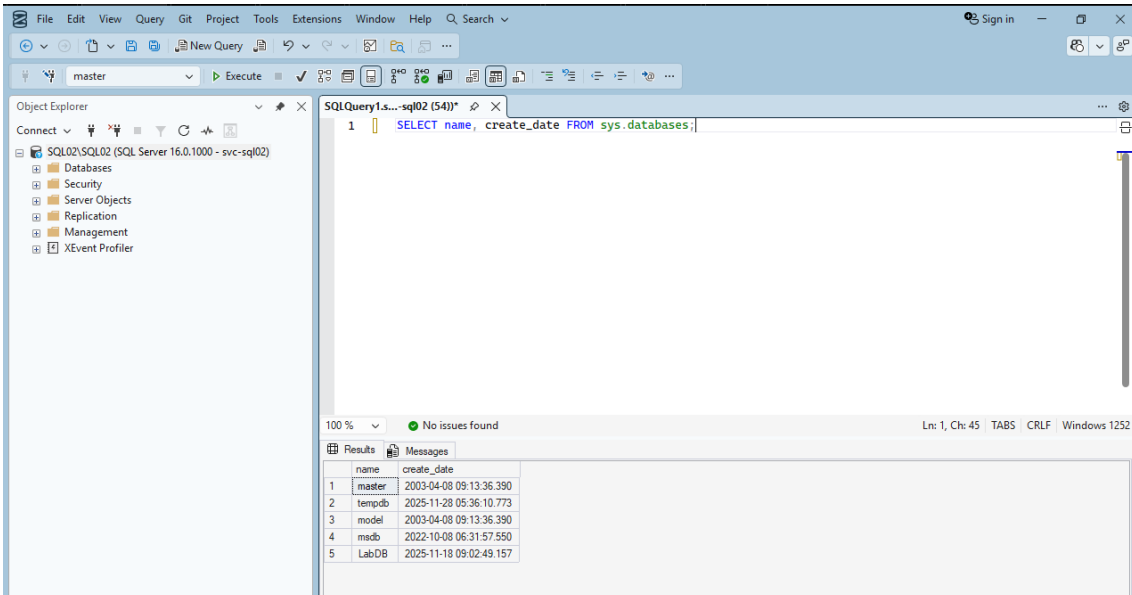 File Edit View Query Git Project Tools Extensions Window Help Search Sign in
New Query
master Execute
Object Explorer
SQLQuery1.s...-sql02 (54))*
Connect
1 SELECT name, create_date FROM sys.databases;
SQL02\SQL02 (SQL Server 16.0.1000 - svc-sql02)
Databases
Security
Server Objects
Replication
Management
XEvent Profiler
100 % No issues found Ln: 1, Ch: 45 TABS CRLF Windows 1252
Results Messages
name create_date
1 master 2003-04-08 09:13:36.390
2 tempdb 2025-11-28 05:36:10.773
3 model 2003-04-08 09:13:36.390
4 msdb 2022-10-08 06:31:57.550
5 LabDB 2025-11-18 09:02:49.157